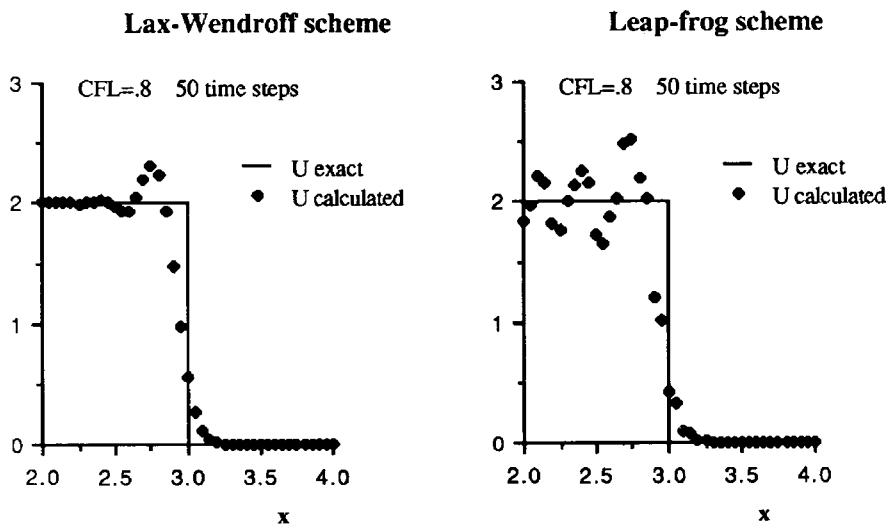 Lax-Wendroff scheme
3
CFL=.8 50 time steps
U exact
U calculated
2
1
0
2.0 2.5 3.0 3.5 4.0
x
Leap-frog scheme
3
CFL=.8 50 time steps
U exact
U calculated
2
1
0
2.0 2.5 3.0 3.5 4.0
x